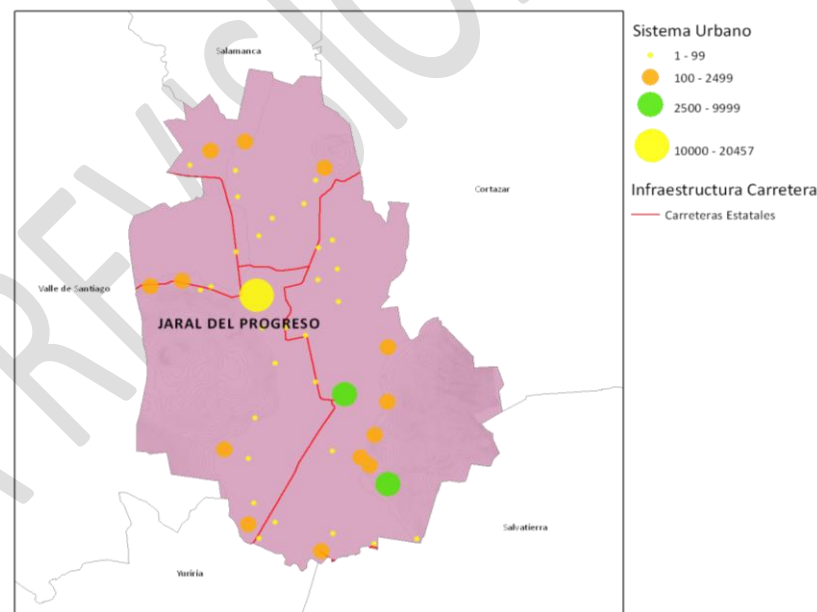 Salamanca
Cortazar
Valle de Santiago
JARAL DEL PROGRESO
Salvatierra
Yuriria
Sistema Urbano
1 - 99
100 - 2499
2500 - 9999
10000 - 20457
Infraestructura Carretera
Carreteras Estatales
REVISIÓN